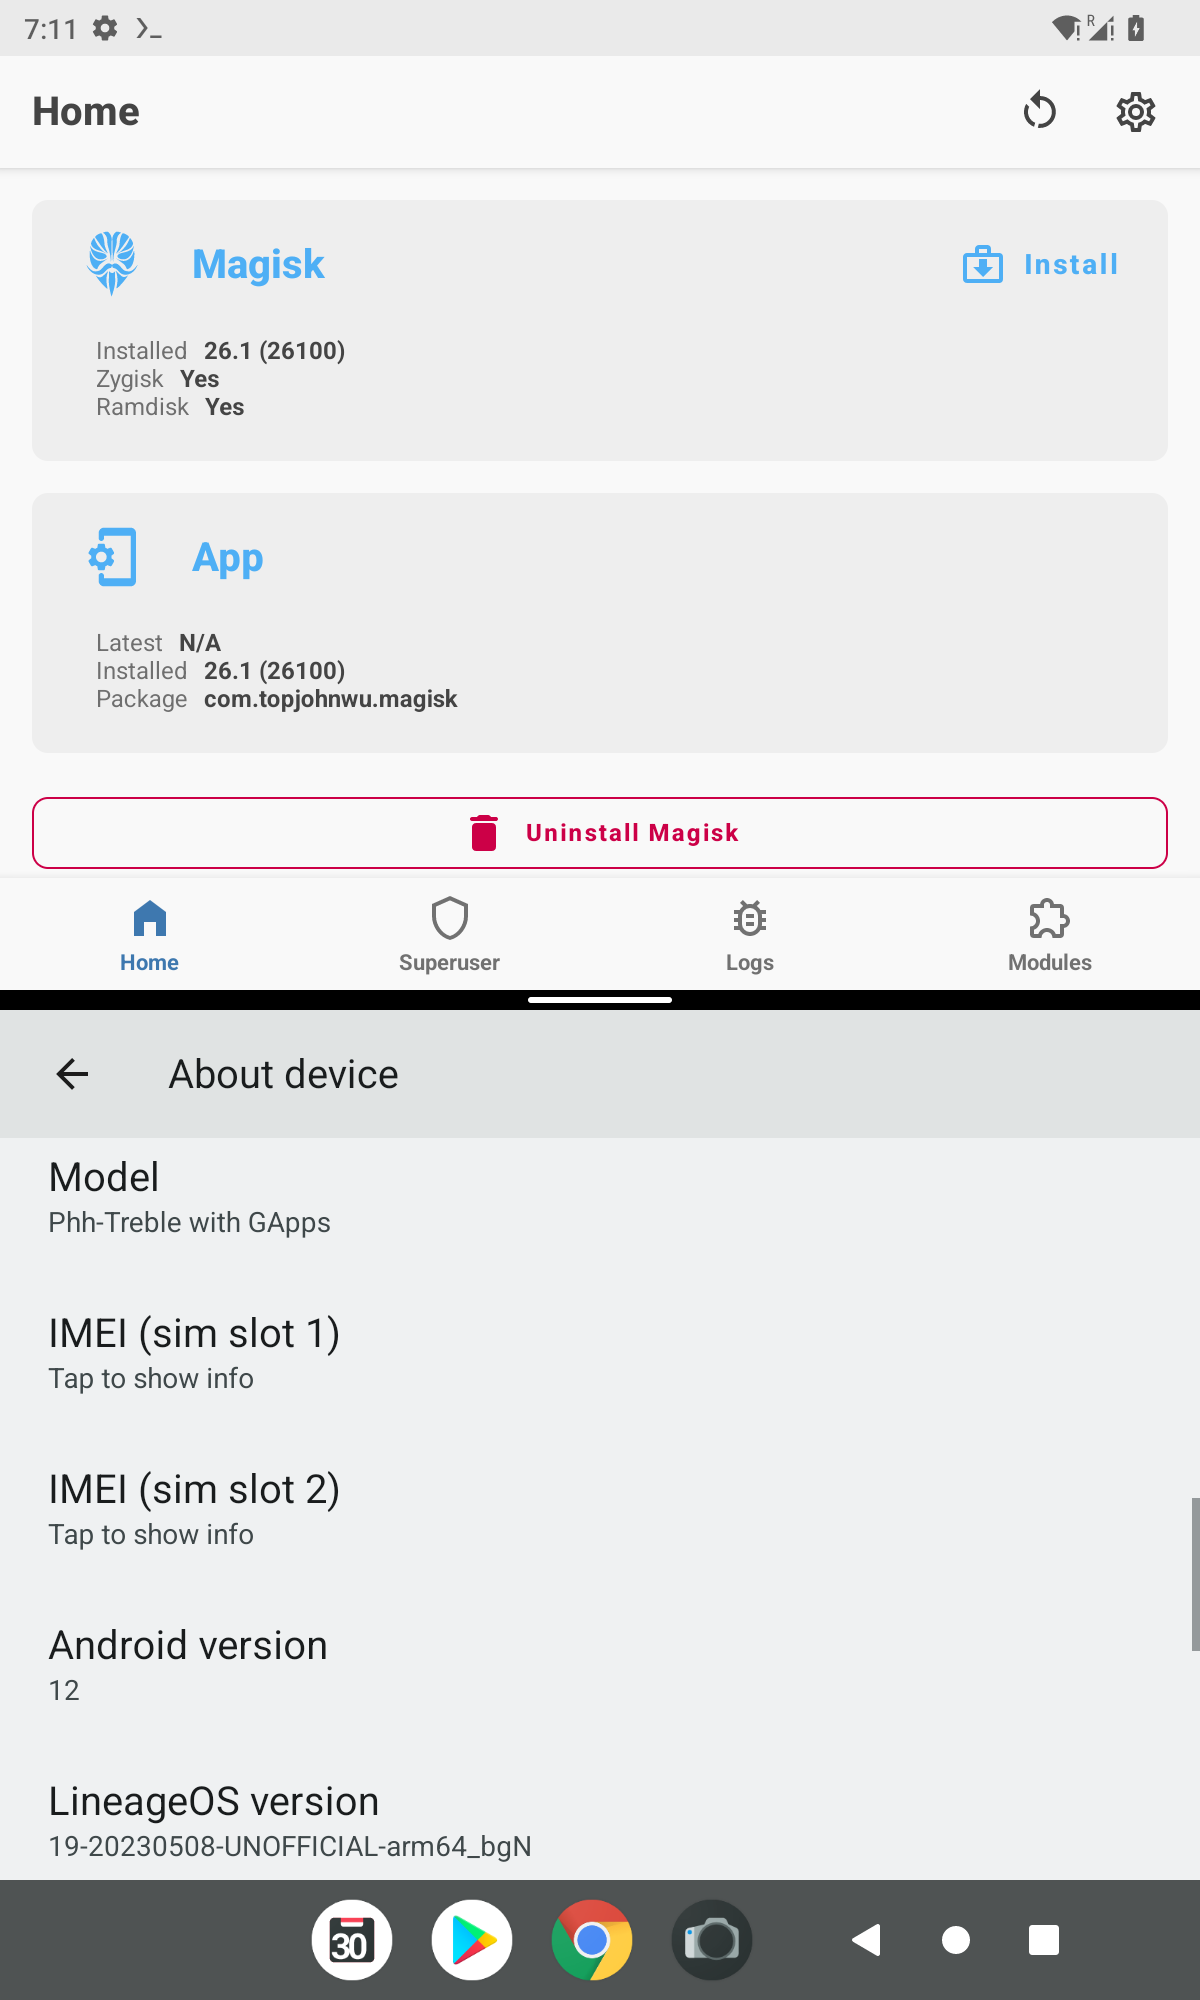 7:11
R
Home
Magisk
Install
Installed 26.1 (26100)
Zygisk Yes
Ramdisk Yes
App
Latest N/A
Installed 26.1 (26100)
Package com.topjohnwu.magisk
Uninstall Magisk
Home Superuser Logs Modules
About device
Model
Phh-Treble with GApps
IMEI (sim slot 1)
Tap to show info
IMEI (sim slot 2)
Tap to show info
Android version
12
LineageOS version
19-20230508-UNOFFICIAL-arm64_bgN
30